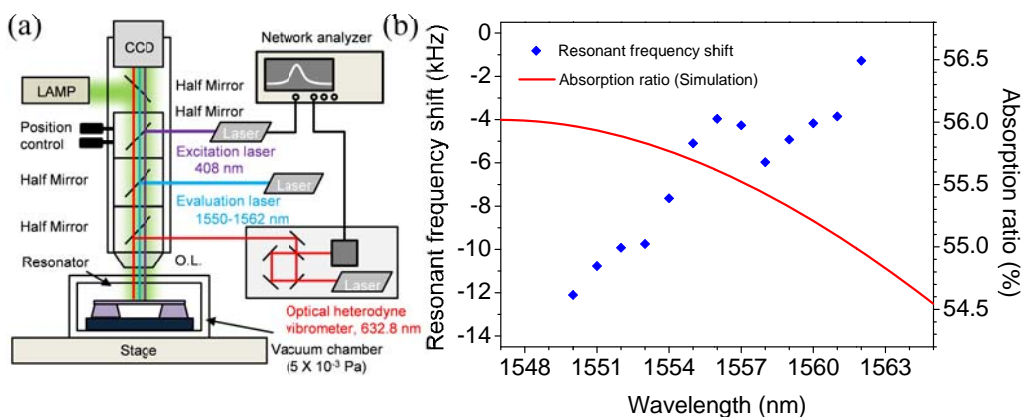 (a)
CCD
Network analyzer
LAMP
Half Mirror
Half Mirror
Position
control
Laser
Excitation laser
408 nm
Half Mirror
Laser
Evaluation laser
1550-1562 nm
Half Mirror
O.L.
Resonator
Laser
Optical heterodyne
vibrometer, 632.8 nm
Vacuum chamber
(5 X 10⁻³ Pa)
Stage
(b)
Resonant frequency shift
Absorption ratio (Simulation)
Resonant frequency shift (kHz)
0
-2
-4
-6
-8
-10
-12
-14
1548
1551
1554
1557
1560
1563
Wavelength (nm)
56.5
56.0
55.5
55.0
54.5
Absorption ratio (%)